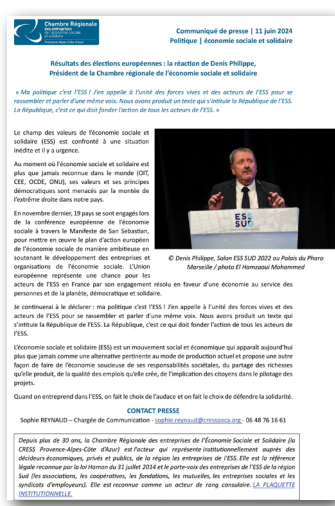 Chambre Régionale
des entreprises
de l'économie sociale
et solidaire
Provence-Alpes-Côte d'Azur
Communiqué de presse | 11 juin 2024
Politique | économie sociale et solidaire
Résultats des élections européennes : la réaction de Denis Philippe,
Président de la Chambre régionale de l'économie sociale et solidaire
« Ma politique c'est l'ESS ! J'en appelle à l'unité des forces vives et des acteurs de l'ESS pour se
rassembler et parler d'une même voix. Nous avons produit un texte qui s'intitule la République de l'ESS.
La République, c'est ce qui doit fonder l'action de tous les acteurs de l'ESS. »
Le champ des valeurs de l'économie sociale et
solidaire (ESS) est confronté à une situation
inédite et il y a urgence.
Au moment où l'économie sociale et solidaire est
plus que jamais reconnue dans le monde (OIT,
CEE, OCDE, ONU), ses valeurs et ses principes
démocratiques sont menacés par la montée de
l'extrême droite dans notre pays.
En novembre dernier, 19 pays se sont engagés lors
de la conférence européenne de l'économie
sociale à travers le Manifeste de San Sebastian,
pour mettre en œuvre le plan d'action européen
de l'économie sociale de manière ambitieuse en
soutenant le développement des entreprises et
organisations de l'économie sociale. L'Union
européenne représente une chance pour les
acteurs de l'ESS en France par son engagement résolu en faveur d'une économie au service des
personnes et de la planète, démocratique et solidaire.
ESS
SUD
© Denis Philippe, Salon ESS SUD 2022 au Palais du Pharo
Marseille / photo El Hamzaoui Mohammed
Je continuerai à le déclarer : ma politique c'est l'ESS ! J'en appelle à l'unité des forces vives et des
acteurs de l'ESS pour se rassembler et parler d'une même voix. Nous avons produit un texte qui
s'intitule la République de l'ESS. La République, c'est ce qui doit fonder l'action de tous les acteurs de
l'ESS.
L'économie sociale et solidaire (ESS) est un mouvement social et économique qui apparaît aujourd'hui
plus que jamais comme une alternative pertinente au mode de production actuel et propose une autre
façon de faire de l'économie soucieuse de ses responsabilités sociétales, du partage des richesses
qu'elle produit, de la qualité des emplois qu'elle crée, de l'implication des citoyens dans le pilotage des
projets.
Quand on entreprend dans l'ESS, on fait le choix de l'audace et on fait le choix de défendre la solidarité.
CONTACT PRESSE
Sophie REYNAUD – Chargée de Communication - sophie.reynaud@cresspaca.org - 06 48 76 16 61
Depuis plus de 30 ans, la Chambre Régionale des entreprises de l'Économie Sociale et Solidaire (la
CRESS Provence-Alpes-Côte d'Azur) est l'acteur qui représente institutionnellement auprès des
décideurs économiques, privés et publics, de la région les entreprises de l'ESS. Elle est la référence
légale reconnue par la loi Hamon du 31 juillet 2014 et le porte-voix des entreprises de l'ESS de la région
Sud (les associations, les coopératives, les fondations, les mutuelles, les entreprises sociales et les
syndicats d'employeurs). Elle est reconnue comme un acteur de rang consulaire. LA PLAQUETTE
INSTITUTIONNELLE.